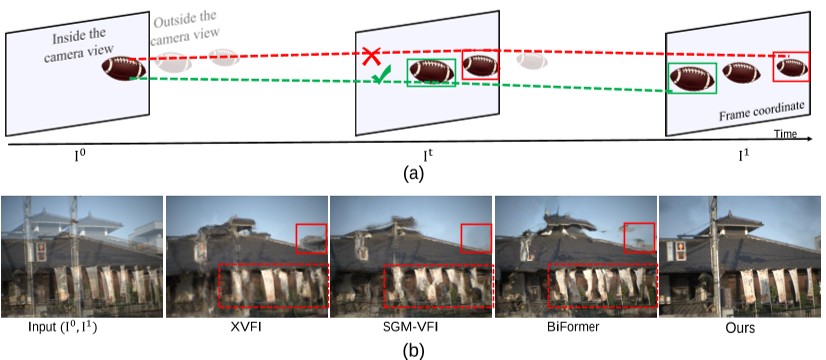 Inside the
camera view
Outside the
camera view
Frame coordinate
Time
I⁰
Iᵗ
I¹
(a)
Input (I⁰, I¹)
XVFI
SGM-VFI
BiFormer
Ours
(b)